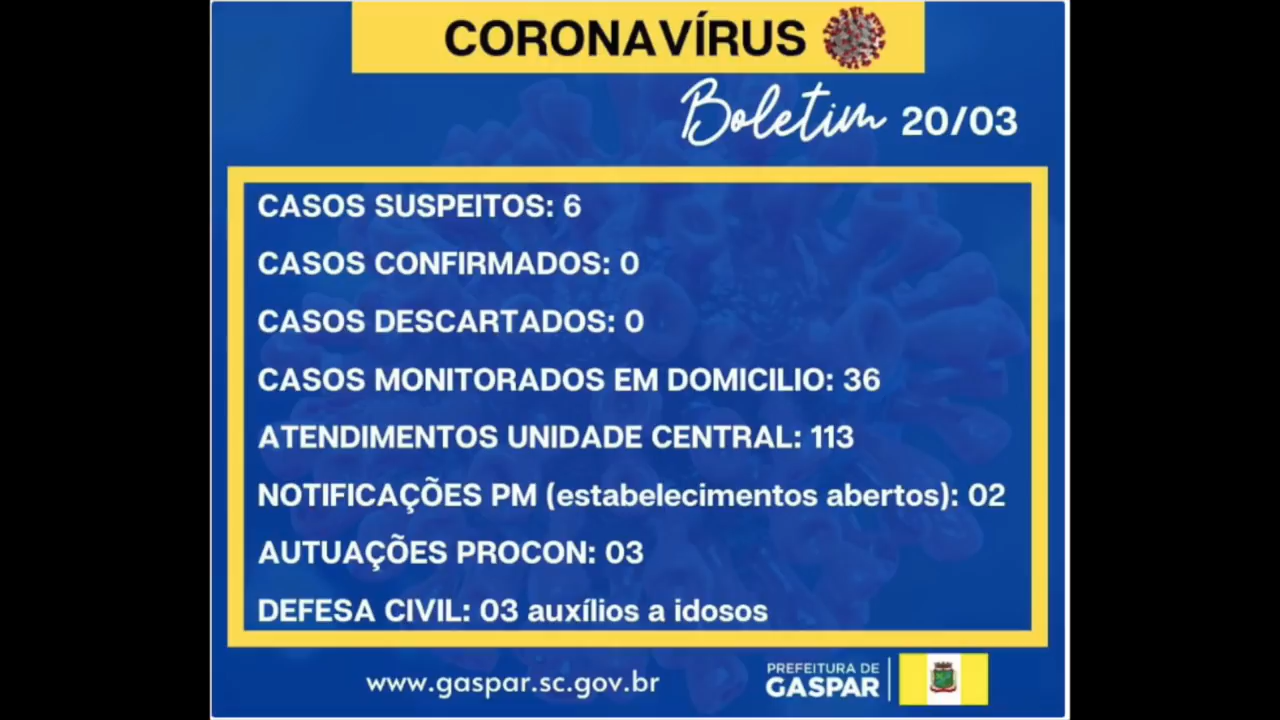 CORONAVÍRUS
Boletim 20/03
CASOS SUSPEITOS: 6
CASOS CONFIRMADOS: 0
CASOS DESCARTADOS: 0
CASOS MONITORADOS EM DOMICILIO: 36
ATENDIMENTOS UNIDADE CENTRAL: 113
NOTIFICAÇÕES PM (estabelecimentos abertos): 02
AUTUAÇÕES PROCON: 03
DEFESA CIVIL: 03 auxílios a idosos
www.gaspar.sc.gov.br
PREFEITURA DE
GASPAR